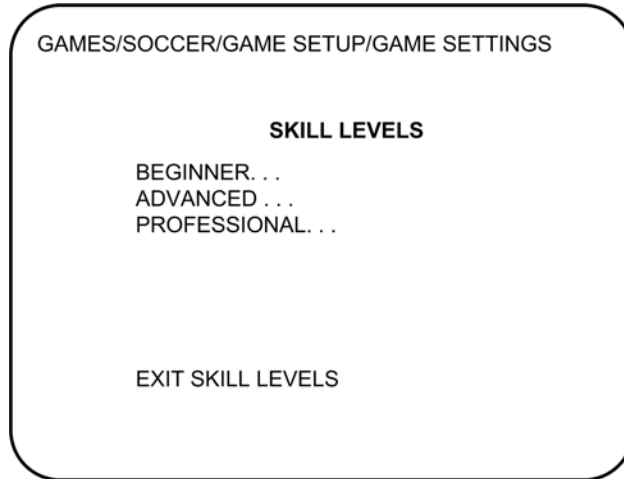 GAMES/SOCCER/GAME SETUP/GAME SETTINGS
SKILL LEVELS
BEGINNER. . .
ADVANCED . . .
PROFESSIONAL. . .
EXIT SKILL LEVELS